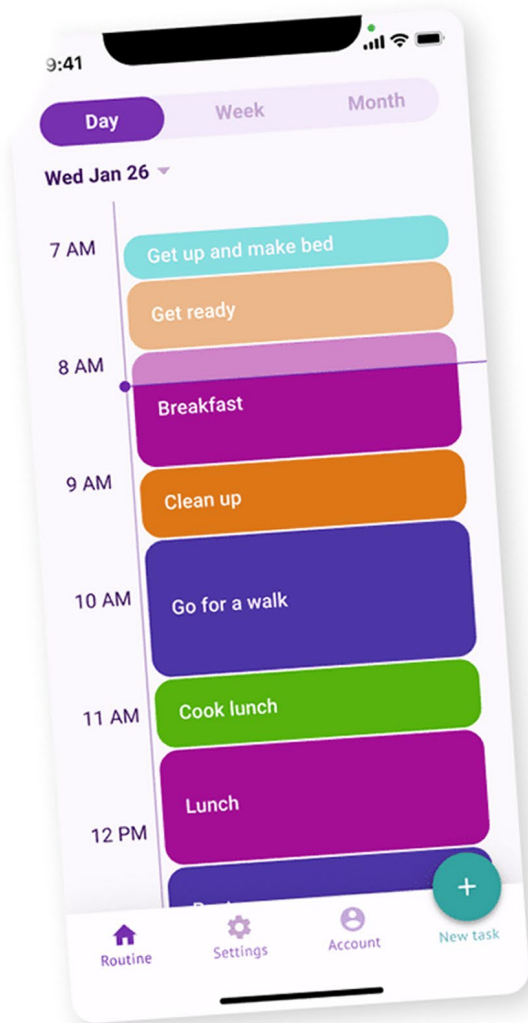 9:41
Day Week Month
Wed Jan 26
7 AM
Get up and make bed
Get ready
8 AM
Breakfast
9 AM
Clean up
10 AM
Go for a walk
11 AM
Cook lunch
Lunch
12 PM
+
Routine Settings Account New task